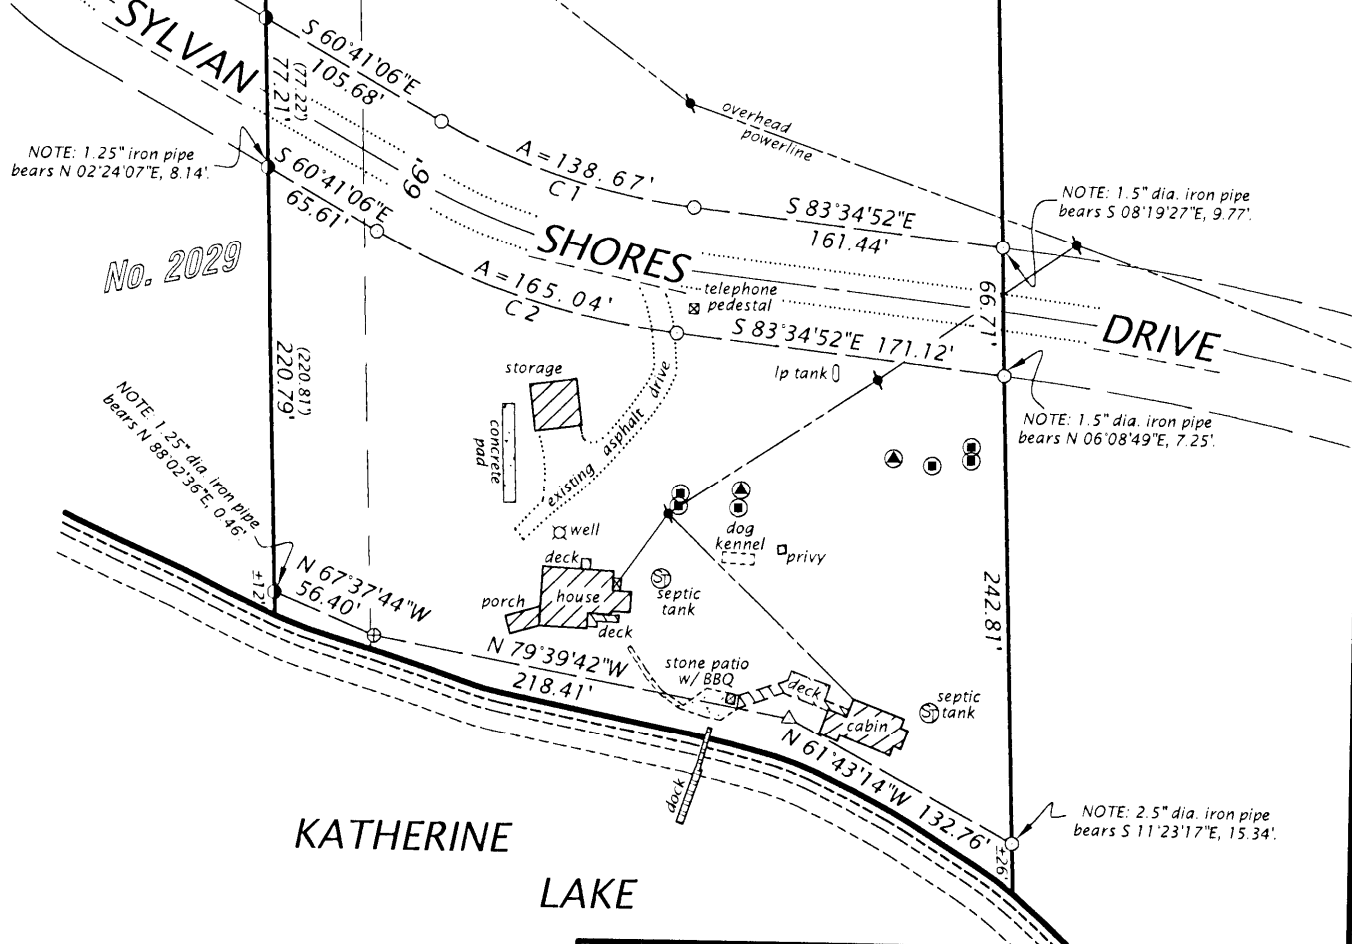 SYLVAN
S 60°41'06"E
105.68'
(77.22')
77.21'
overhead
powerline
NOTE: 1.25" iron pipe
bears N 02°24'07"E, 8.14'.
S 60°41'06"E
65.61'
66'
A = 138.67'
C 1
NOTE: 1.5" dia. iron pipe
bears S 08°19'27"E, 9.77'.
S 83°34'52"E
161.44'
No. 2029
SHORES
A = 165.04'
C 2
telephone
pedestal
66.71'
DRIVE
S 83°34'52"E 171.12'
(220.81')
220.79'
storage
lp tank
NOTE: 1.25" dia. iron pipe
bears N 88°02'36"E, 0.46'.
concrete
pad
existing asphalt drive
NOTE: 1.5" dia. iron pipe
bears N 06°08'49"E, 7.25'.
well
dog
kennel
privy
deck
house
septic
tank
porch
deck
±12'
N 67°37'44"W
56.40'
242.81'
N 79°39'42"W
218.41'
stone patio
w/ BBQ
deck
ST
septic
tank
ST
cabin
N 61°43'14"W 132.76'
dock
±26'
NOTE: 2.5" dia. iron pipe
bears S 11°23'17"E, 15.34'.
KATHERINE
LAKE